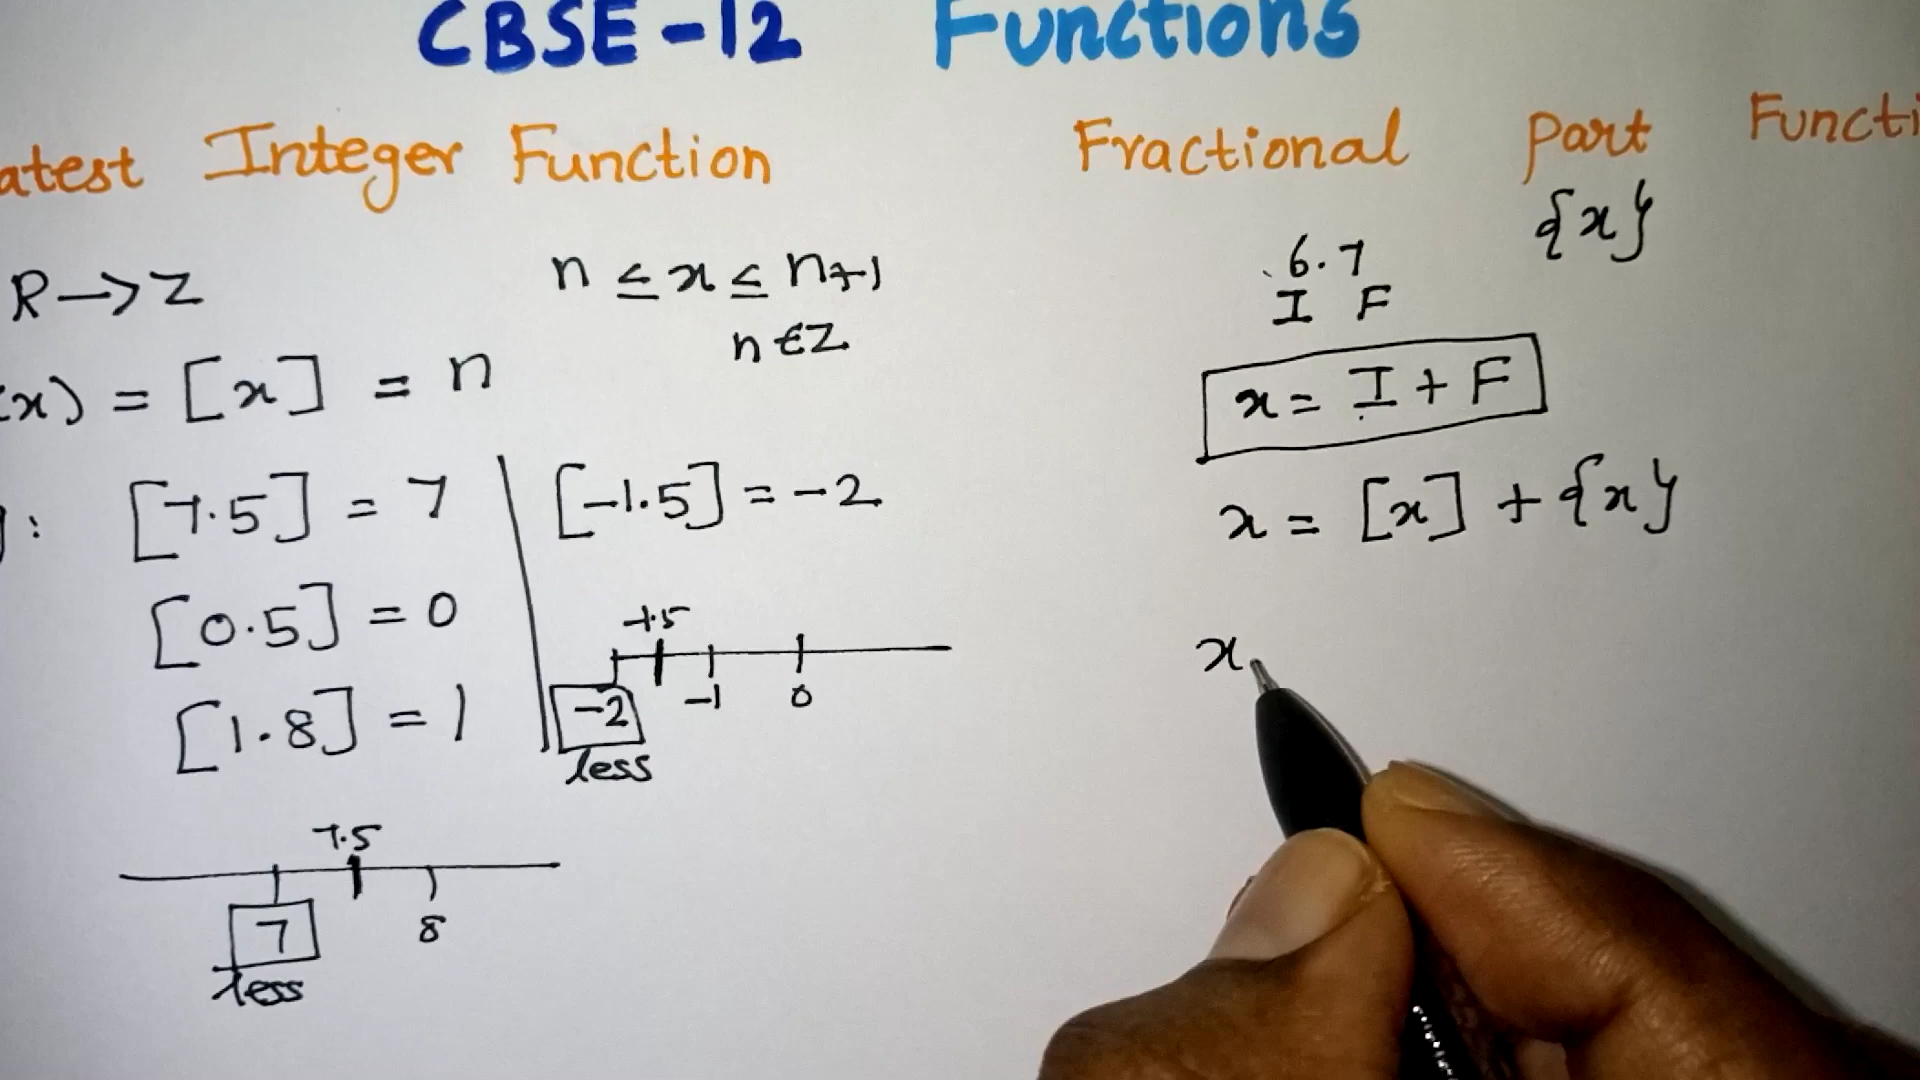 CBSE-12 Functions
atest Integer Function
R→Z
n ≤ x ≤ n+1
n ∈ Z
(x) = [x] = n
[7.5] = 7
[0.5] = 0
[1.8] = 1
7.5
7 8
less
[-1.5] = -2
-1.5
-2 -1 0
less
Fractional part Functi
{x}
6.7
I F
x = I + F
x = [x] + {x}
x